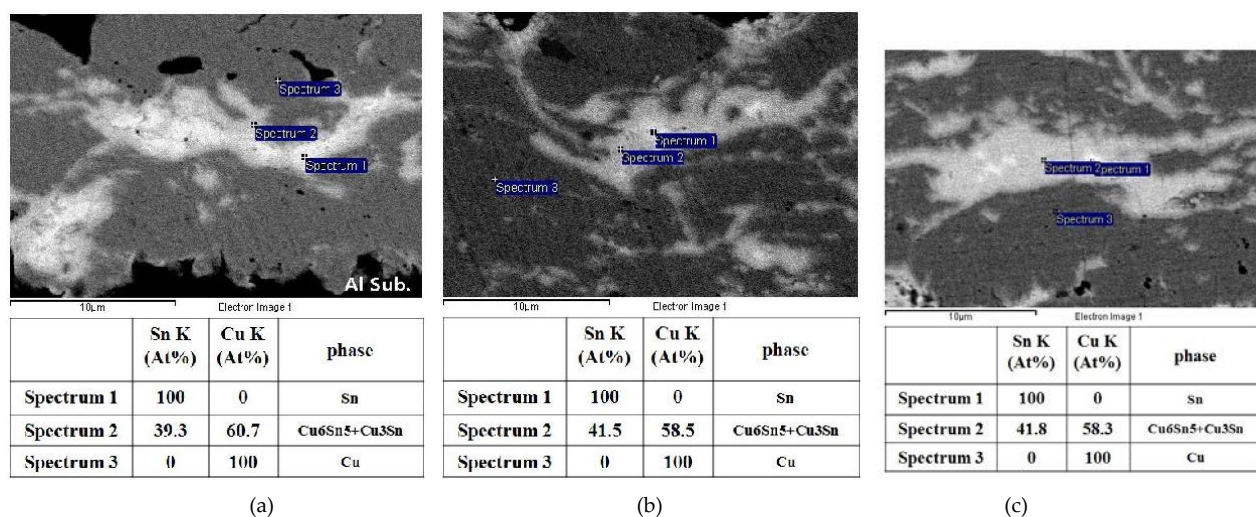 Spectrum 3
Spectrum 2
Spectrum 1
Al Sub.
10µm
Electron Image 1
Sn K (At%) Cu K (At%) phase
Spectrum 1 100 0 Sn
Spectrum 2 39.3 60.7 Cu6Sn5+Cu3Sn
Spectrum 3 0 100 Cu
(a)
Spectrum 1
Spectrum 2
Spectrum 3
10µm
Electron Image 1
Sn K (At%) Cu K (At%) phase
Spectrum 1 100 0 Sn
Spectrum 2 41.5 58.5 Cu6Sn5+Cu3Sn
Spectrum 3 0 100 Cu
(b)
Spectrum 2 pectrum 1
Spectrum 3
10µm
Electron Image 1
Sn K (At%) Cu K (At%) phase
Spectrum 1 100 0 Sn
Spectrum 2 41.8 58.3 Cu6Sn5+Cu3Sn
Spectrum 3 0 100 Cu
(c)